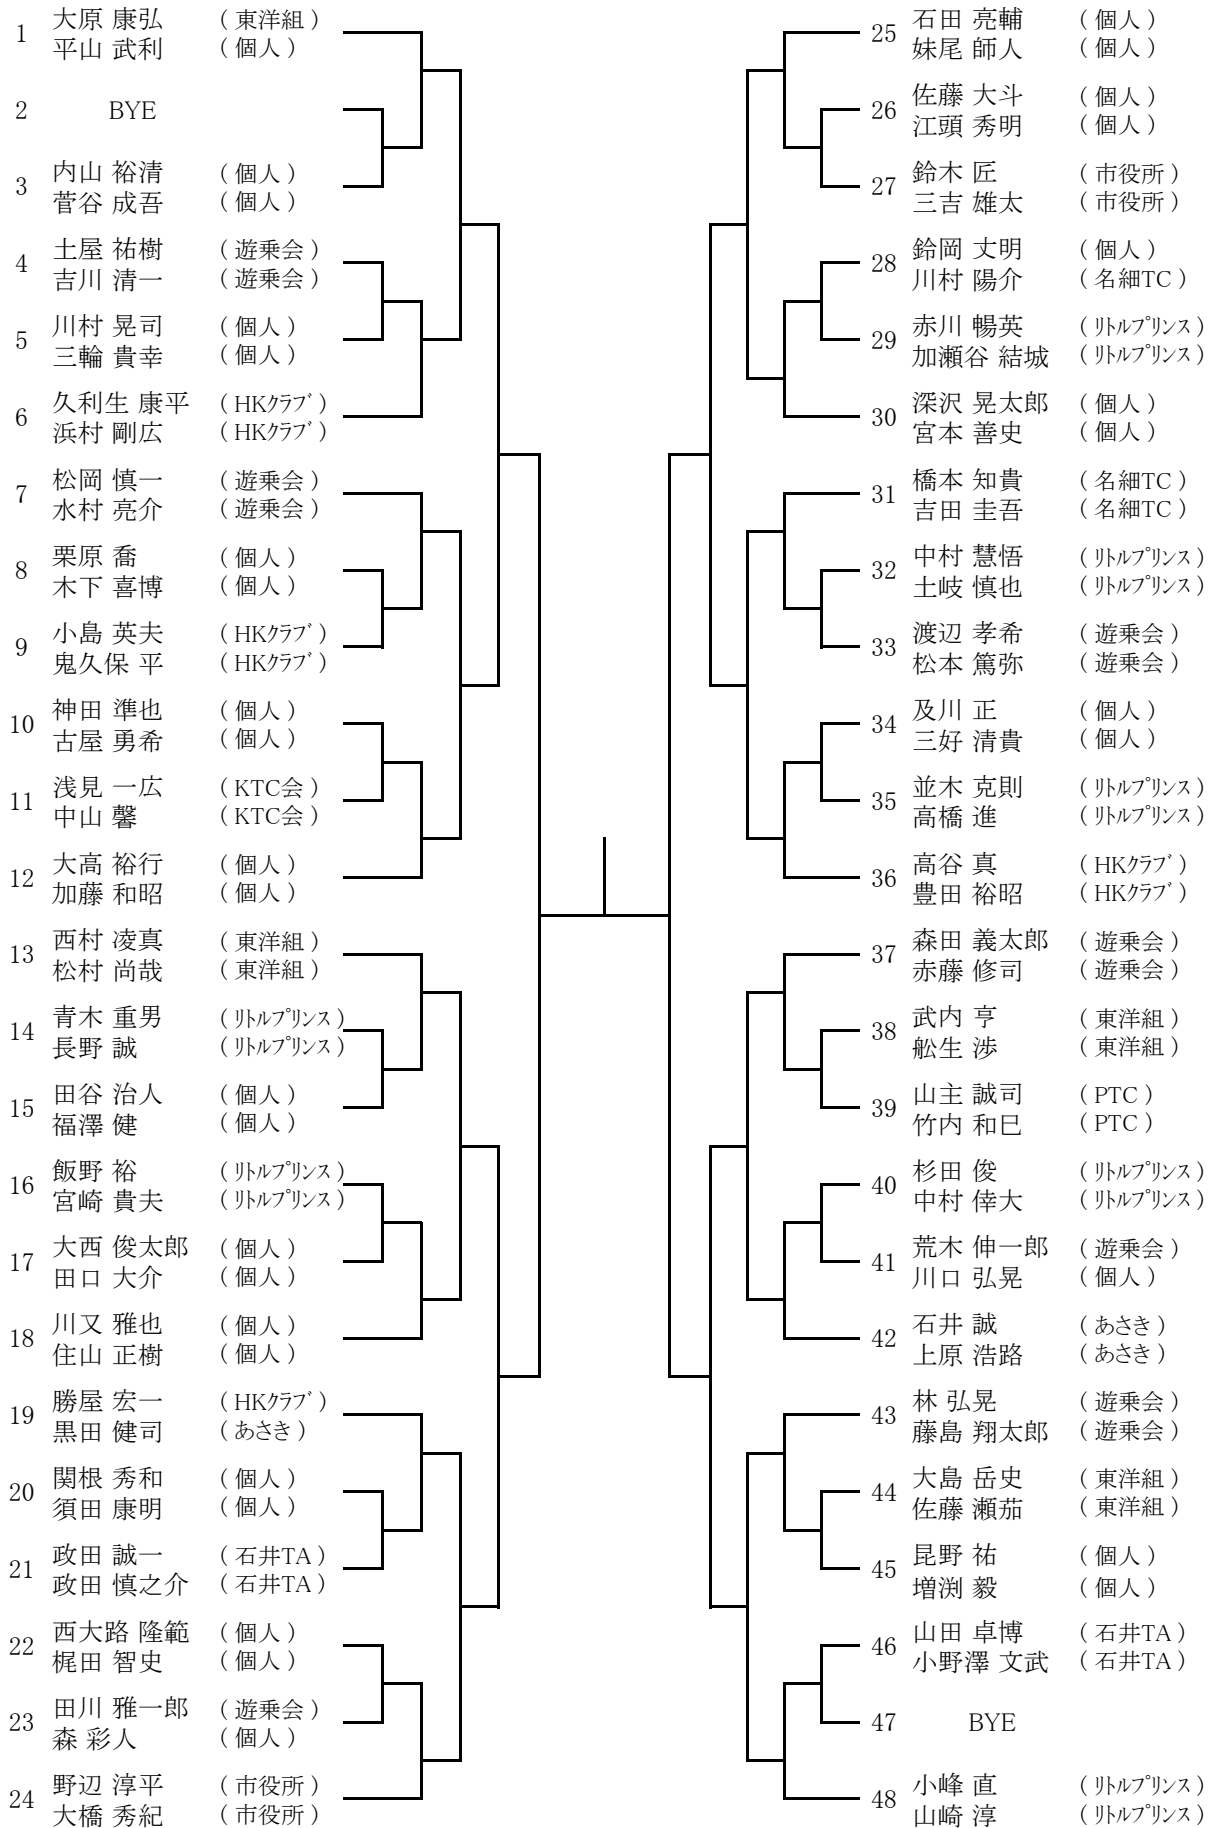 1 大原 康弘 ( 東洋組 )
平山 武利 ( 個人 )
2 BYE
3 内山 裕清 ( 個人 )
菅谷 成吾 ( 個人 )
4 土屋 祐樹 ( 遊乗会 )
吉川 清一 ( 遊乗会 )
5 川村 晃司 ( 個人 )
三輪 貴幸 ( 個人 )
6 久利生 康平 ( HKｸﾗﾌﾞ )
浜村 剛広 ( HKｸﾗﾌﾞ )
7 松岡 慎一 ( 遊乗会 )
水村 亮介 ( 遊乗会 )
8 栗原 喬 ( 個人 )
木下 喜博 ( 個人 )
9 小島 英夫 ( HKｸﾗﾌﾞ )
鬼久保 平 ( HKｸﾗﾌﾞ )
10 神田 準也 ( 個人 )
古屋 勇希 ( 個人 )
11 浅見 一広 ( KTC会 )
中山 馨 ( KTC会 )
12 大高 裕行 ( 個人 )
加藤 和昭 ( 個人 )
13 西村 凌真 ( 東洋組 )
松村 尚哉 ( 東洋組 )
14 青木 重男 ( ﾘﾄﾙﾌﾟﾘﾝｽ )
長野 誠 ( ﾘﾄﾙﾌﾟﾘﾝｽ )
15 田谷 治人 ( 個人 )
福澤 健 ( 個人 )
16 飯野 裕 ( ﾘﾄﾙﾌﾟﾘﾝｽ )
宮崎 貴夫 ( ﾘﾄﾙﾌﾟﾘﾝｽ )
17 大西 俊太郎 ( 個人 )
田口 大介 ( 個人 )
18 川又 雅也 ( 個人 )
住山 正樹 ( 個人 )
19 勝屋 宏一 ( HKｸﾗﾌﾞ )
黒田 健司 ( あさき )
20 関根 秀和 ( 個人 )
須田 康明 ( 個人 )
21 政田 誠一 ( 石井TA )
政田 慎之介 ( 石井TA )
22 西大路 隆範 ( 個人 )
梶田 智史 ( 個人 )
23 田川 雅一郎 ( 遊乗会 )
森 彩人 ( 個人 )
24 野辺 淳平 ( 市役所 )
大橋 秀紀 ( 市役所 )
25 石田 亮輔 ( 個人 )
妹尾 師人 ( 個人 )
26 佐藤 大斗 ( 個人 )
江頭 秀明 ( 個人 )
27 鈴木 匠 ( 市役所 )
三吉 雄太 ( 市役所 )
28 鈴岡 丈明 ( 個人 )
川村 陽介 ( 名細TC )
29 赤川 暢英 ( ﾘﾄﾙﾌﾟﾘﾝｽ )
加瀬谷 結城 ( ﾘﾄﾙﾌﾟﾘﾝｽ )
30 深沢 晃太郎 ( 個人 )
宮本 善史 ( 個人 )
31 橋本 知貴 ( 名細TC )
吉田 圭吾 ( 名細TC )
32 中村 慧悟 ( ﾘﾄﾙﾌﾟﾘﾝｽ )
土岐 慎也 ( ﾘﾄﾙﾌﾟﾘﾝｽ )
33 渡辺 孝希 ( 遊乗会 )
松本 篤弥 ( 遊乗会 )
34 及川 正 ( 個人 )
三好 清貴 ( 個人 )
35 並木 克則 ( ﾘﾄﾙﾌﾟﾘﾝｽ )
高橋 進 ( ﾘﾄﾙﾌﾟﾘﾝｽ )
36 高谷 真 ( HKｸﾗﾌﾞ )
豊田 裕昭 ( HKｸﾗﾌﾞ )
37 森田 義太郎 ( 遊乗会 )
赤藤 修司 ( 遊乗会 )
38 武内 亨 ( 東洋組 )
舩生 渉 ( 東洋組 )
39 山主 誠司 ( PTC )
竹内 和巳 ( PTC )
40 杉田 俊 ( ﾘﾄﾙﾌﾟﾘﾝｽ )
中村 倖大 ( ﾘﾄﾙﾌﾟﾘﾝｽ )
41 荒木 伸一郎 ( 遊乗会 )
川口 弘晃 ( 個人 )
42 石井 誠 ( あさき )
上原 浩路 ( あさき )
43 林 弘晃 ( 遊乗会 )
藤島 翔太郎 ( 遊乗会 )
44 大島 岳史 ( 東洋組 )
佐藤 瀬茄 ( 東洋組 )
45 昆野 祐 ( 個人 )
増渕 毅 ( 個人 )
46 山田 卓博 ( 石井TA )
小野澤 文武 ( 石井TA )
47 BYE
48 小峰 直 ( ﾘﾄﾙﾌﾟﾘﾝｽ )
山崎 淳 ( ﾘﾄﾙﾌﾟﾘﾝｽ )